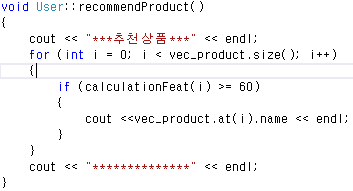 void User::recommendProduct()
{
    cout << "***추천상품***" << endl;
    for (int i = 0; i < vec_product.size(); i++)
    {
        if (calculationFeat(i) >= 60)
        {
            cout <<vec_product.at(i).name << endl;
        }
    }
    cout << "**************" << endl;